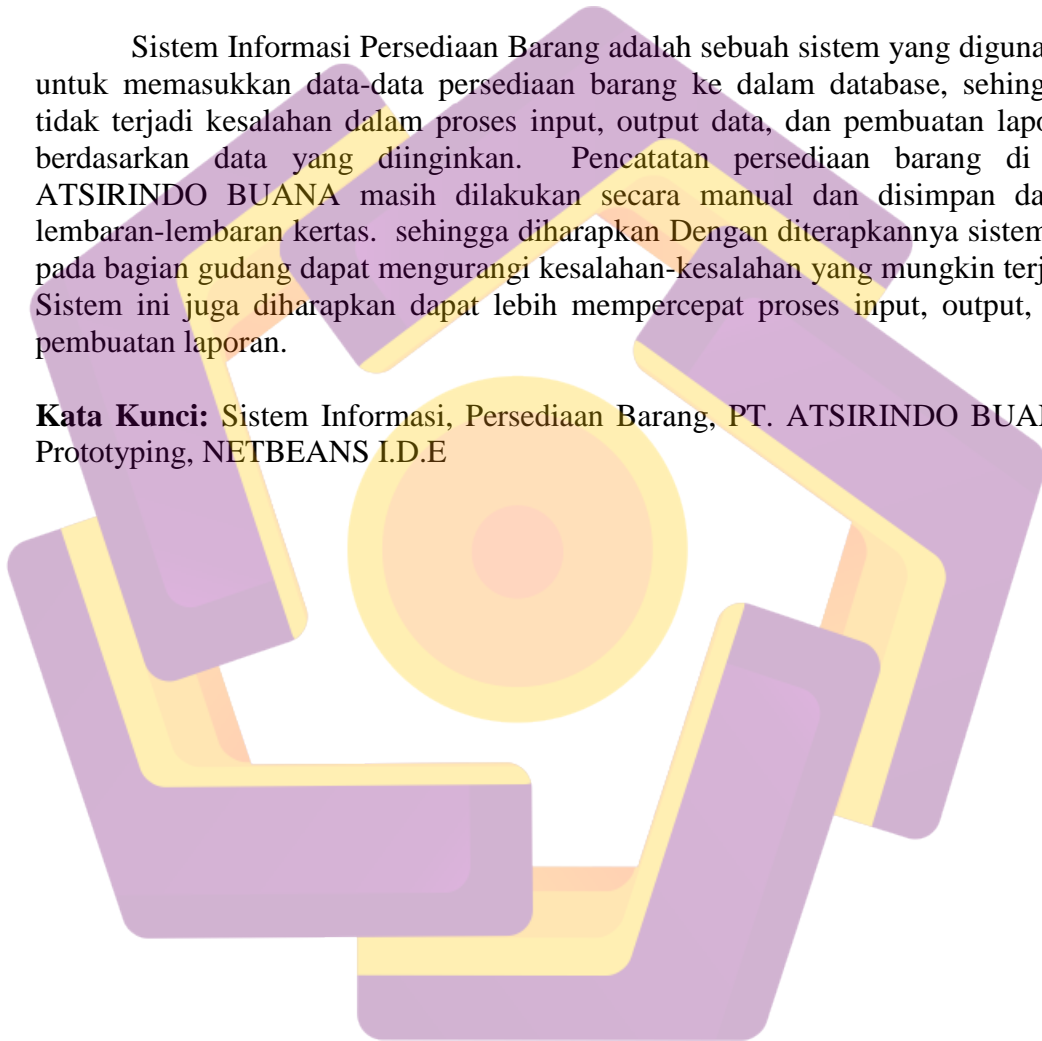 Sistem Informasi Persediaan Barang adalah sebuah sistem yang diguna
untuk memasukkan data-data persediaan barang ke dalam database, sehing
tidak terjadi kesalahan dalam proses input, output data, dan pembuatan lapo
berdasarkan data yang diinginkan. Pencatatan persediaan barang di
ATSIRINDO BUANA masih dilakukan secara manual dan disimpan da
lembaran-lembaran kertas. sehingga diharapkan Dengan diterapkannya sistem
pada bagian gudang dapat mengurangi kesalahan-kesalahan yang mungkin terj
Sistem ini juga diharapkan dapat lebih mempercepat proses input, output,
pembuatan laporan.
Kata Kunci: Sistem Informasi, Persediaan Barang, PT. ATSIRINDO BUA
Prototyping, NETBEANS I.D.E